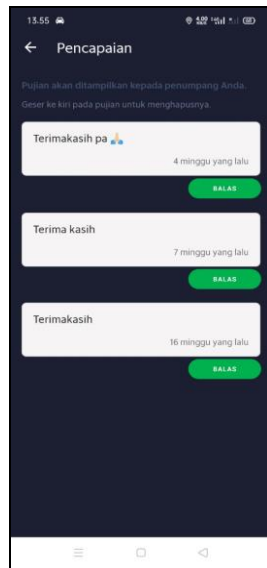 13.55
← Pencapaian
Pujian akan ditampilkan kepada penumpang Anda.
Geser ke kiri pada pujian untuk menghapusnya.
Terimakasih pa 🙏
4 minggu yang lalu
BALAS
Terima kasih
7 minggu yang lalu
BALAS
Terimakasih
16 minggu yang lalu
BALAS